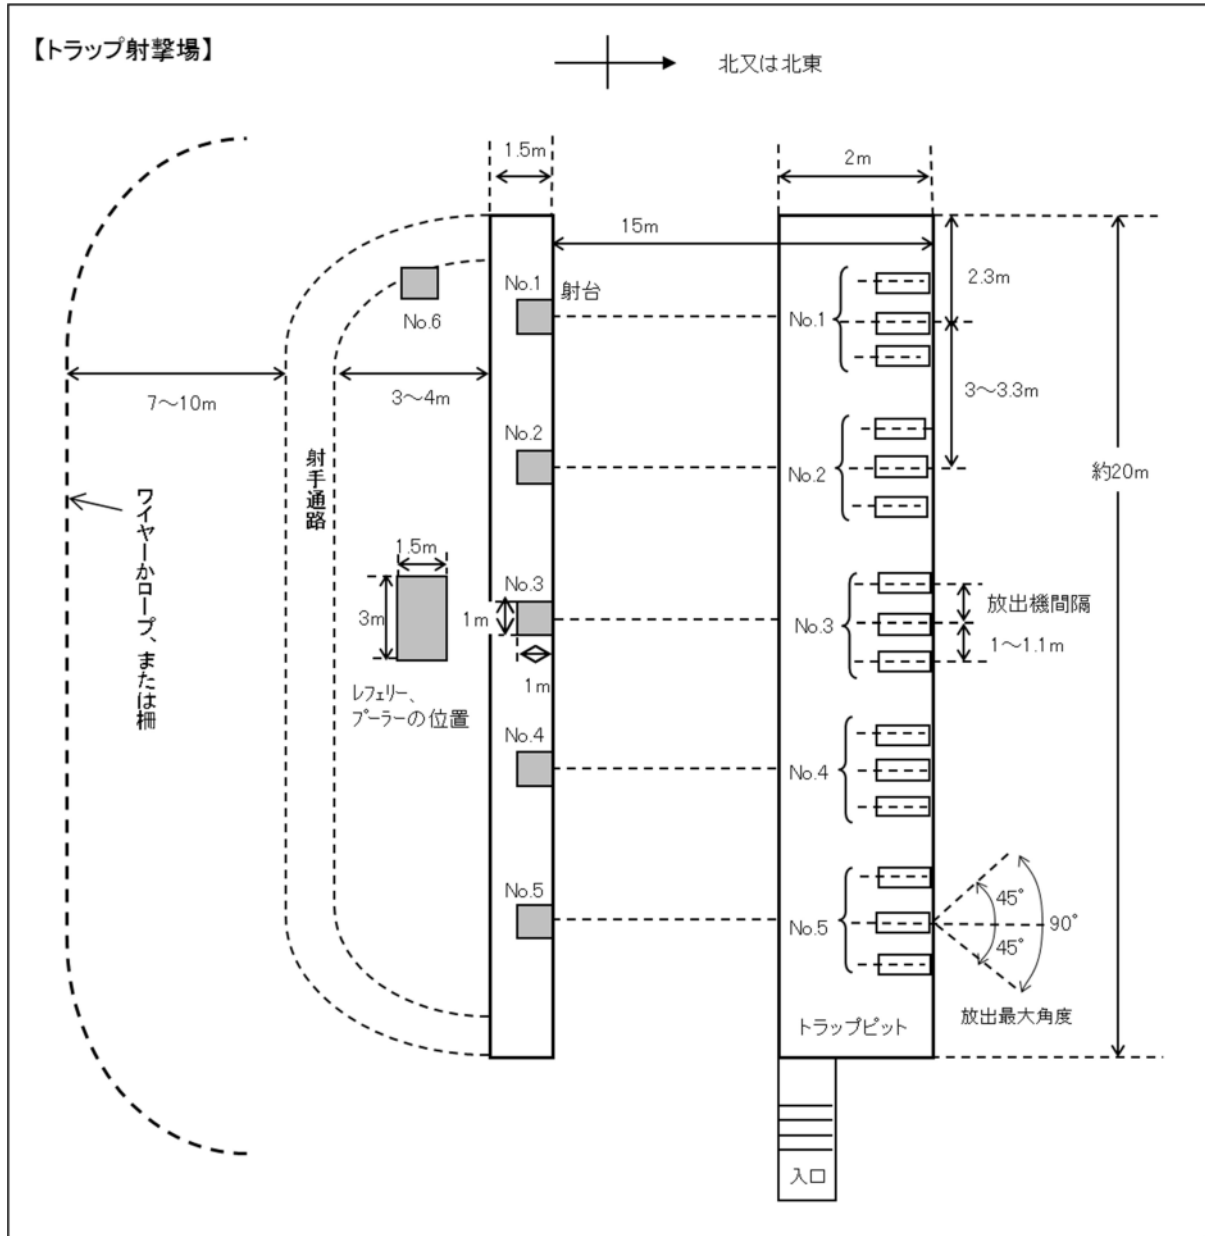 【トラップ射撃場】
北又は北東
1.5m
2m
15m
2.3m
No.1
射台
No.6
No.1
7～10m
3～4m
3～3.3m
No.2
No.2
射手通路
約20m
ワイヤーかロープ、または柵
1.5m
3m
No.3
1m
1m
No.3
放出機間隔
1～1.1m
レフェリー、
プーラーの位置
No.4
No.4
No.5
No.5
45°
45°
90°
放出最大角度
トラップピット
入口